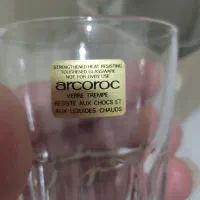 STRENGTHENED HEAT RESISTING
TOUGHENED GLASSWARE
NOT FOR OVEN USE
arcoroc
VERRE TREMPE
RESISTE AUX CHOCS ET
AUX LIQUIDES CHAUDS